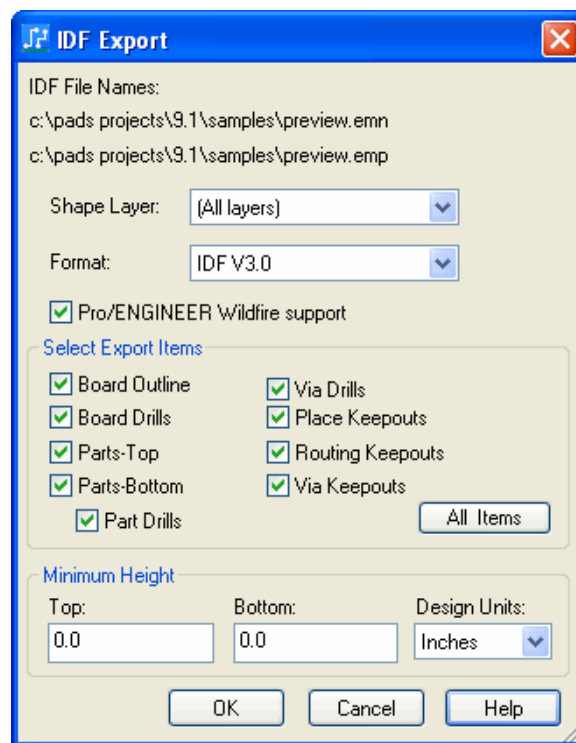 IDF Export
IDF File Names:
c:\pads projects\9.1\samples\preview.emn
c:\pads projects\9.1\samples\preview.emp
Shape Layer: (All layers)
Format: IDF V3.0
Pro/ENGINEER Wildfire support
Select Export Items
Board Outline Via Drills
Board Drills Place Keepouts
Parts-Top Routing Keepouts
Parts-Bottom Via Keepouts
Part Drills All Items
Minimum Height
Top: Bottom: Design Units:
0.0 0.0 Inches
OK Cancel Help